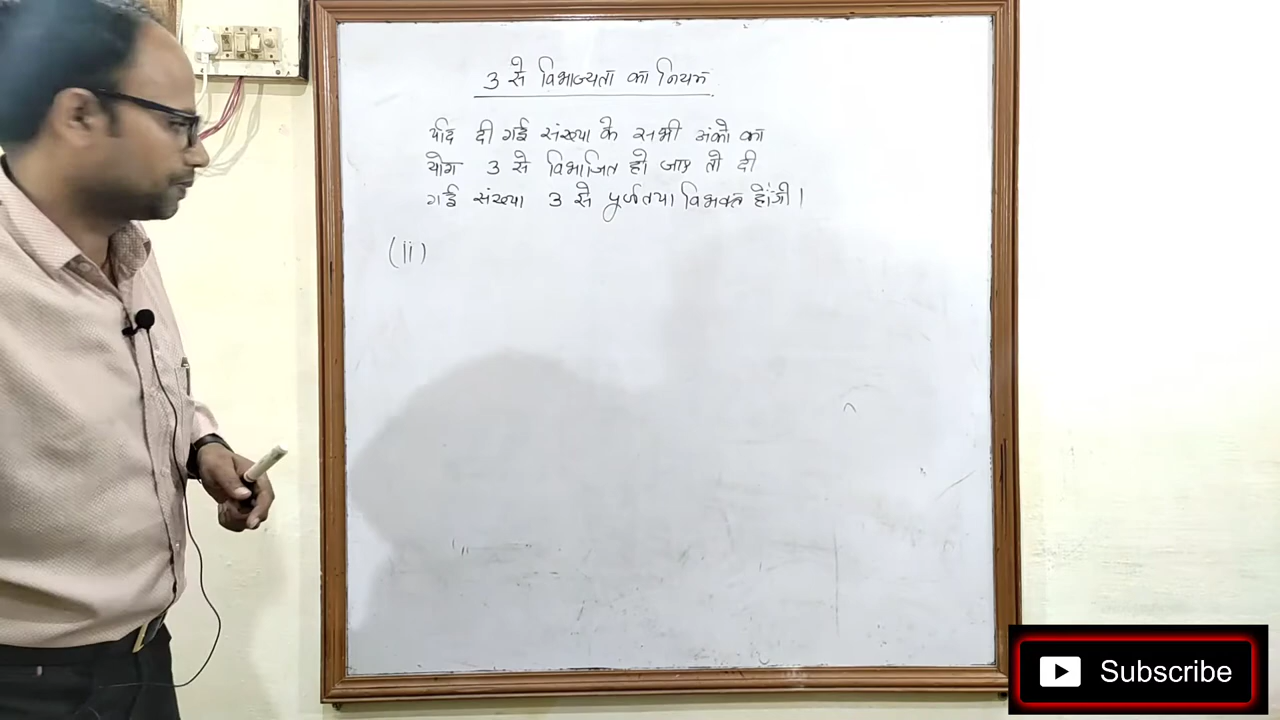 3 से विभाज्यता का नियम
यदि दी गई संख्या के सभी अंको का
योग 3 से विभाजित हो जाए तो दी
गई संख्या 3 से पूर्णतया विभक्त होंगी।
(ii)
Subscribe